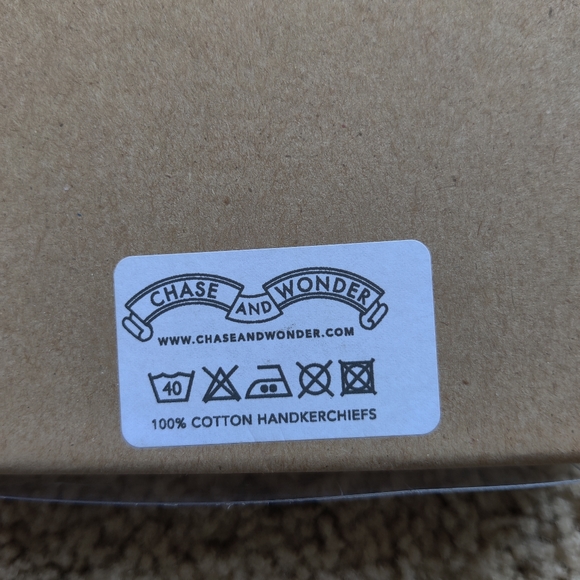 CHASE AND WONDER
WWW.CHASEANDWONDER.COM
40
100% COTTON HANDKERCHIEFS